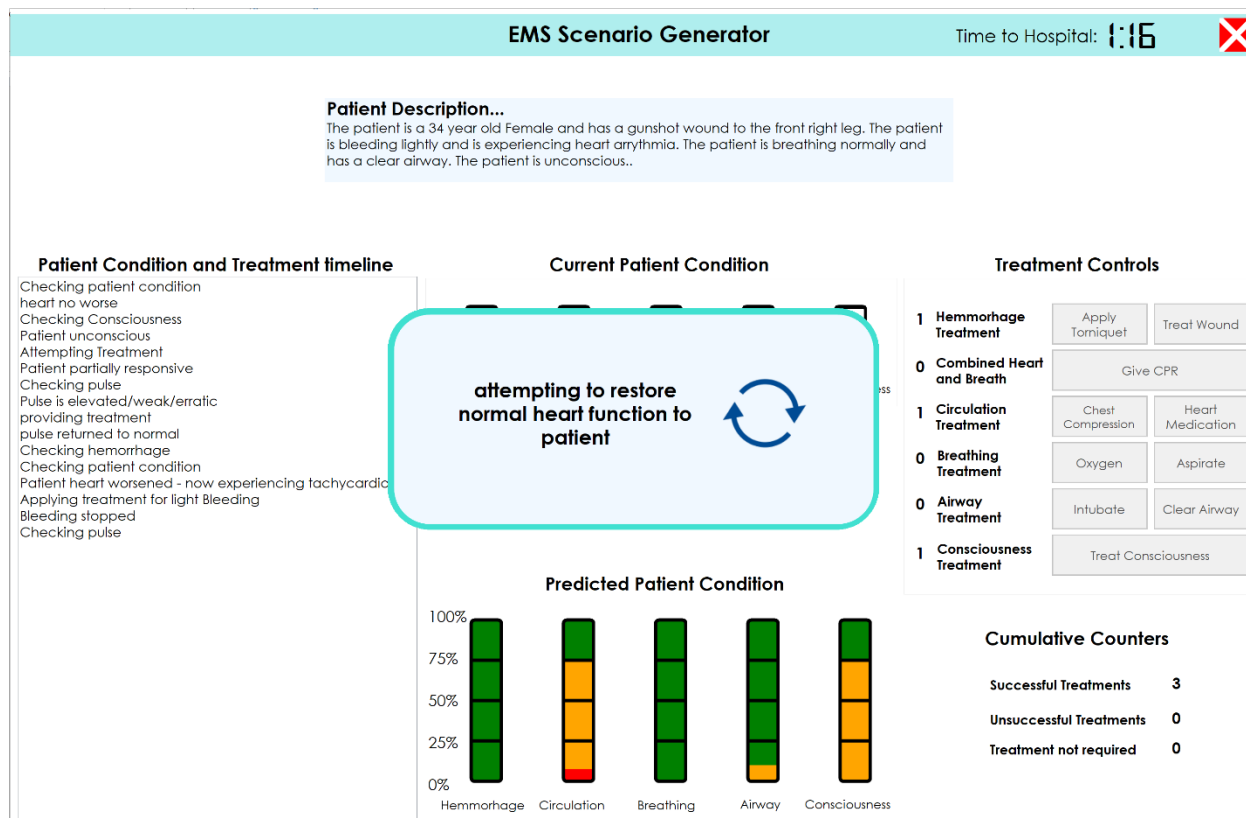 EMS Scenario Generator
Time to Hospital: 1:16
Patient Description...
The patient is a 34 year old Female and has a gunshot wound to the front right leg. The patient
is bleeding lightly and is experiencing heart arrythmia. The patient is breathing normally and
has a clear airway. The patient is unconscious..
Patient Condition and Treatment timeline
Checking patient condition
heart no worse
Checking Consciousness
Patient unconscious
Attempting Treatment
Patient partially responsive
Checking pulse
Pulse is elevated/weak/erratic
providing treatment
pulse returned to normal
Checking hemorrhage
Checking patient condition
Patient heart worsened - now experiencing tachycardic
Applying treatment for light Bleeding
Bleeding stopped
Checking pulse
Current Patient Condition
attempting to restore
normal heart function to
patient
Predicted Patient Condition
100%
75%
50%
25%
0%
Hemmorhage Circulation Breathing Airway Consciousness
Treatment Controls
1 Hemmorhage
Treatment
Apply
Torniquet
Treat Wound
0 Combined Heart
and Breath
Give CPR
1 Circulation
Treatment
Chest
Compression
Heart
Medication
0 Breathing
Treatment
Oxygen
Aspirate
0 Airway
Treatment
Intubate
Clear Airway
1 Consciousness
Treatment
Treat Consciousness
Cumulative Counters
Successful Treatments 3
Unsuccessful Treatments 0
Treatment not required 0